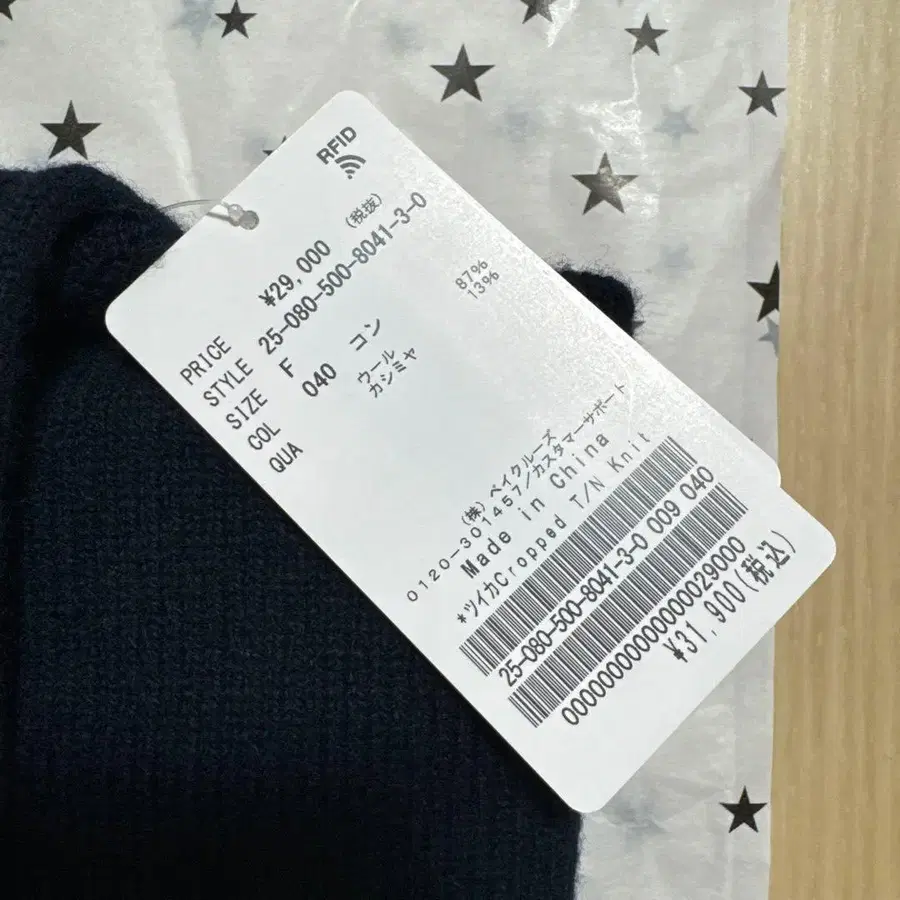 RFID
PRICE ¥29,000 (税抜)
STYLE 25-080-500-8041-3-0
SIZE F
COL 040 コン
QUA ウール 87%
カシミヤ 13%
(株) ベイクルーズ
0120-301457/カスタマーサポート
Made in China
*ツイカCropped T/N Knit
25-080-500-8041-3-0 009 040
0000000000000029000
¥31,900(税込)